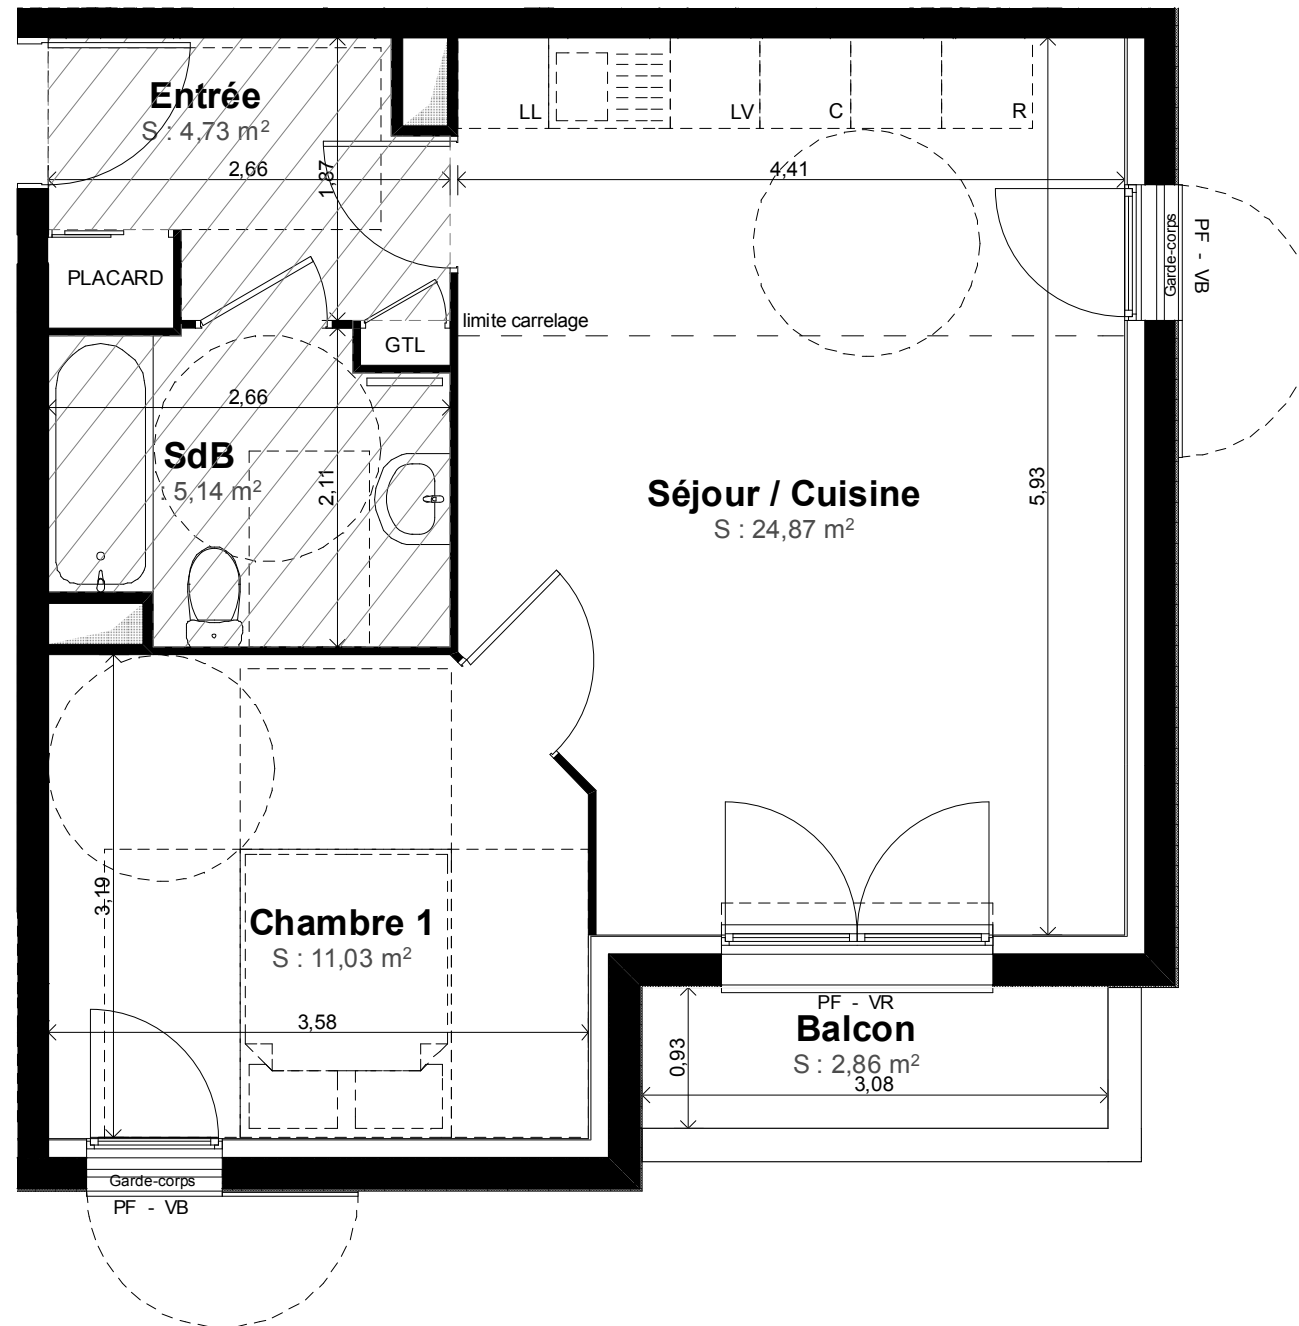 Entrée
S : 4,73 m²
2,66
1,87
PLACARD
LL
LV
C
R
4,41
PF - VB
Garde-corps
limite carrelage
GTL
2,66
SdB
: 5,14 m²
2,11
Séjour / Cuisine
S : 24,87 m²
5,93
3,19
Chambre 1
S : 11,03 m²
3,58
PF - VR
Balcon
S : 2,86 m²
0,93
3,08
Garde-corps
PF - VB